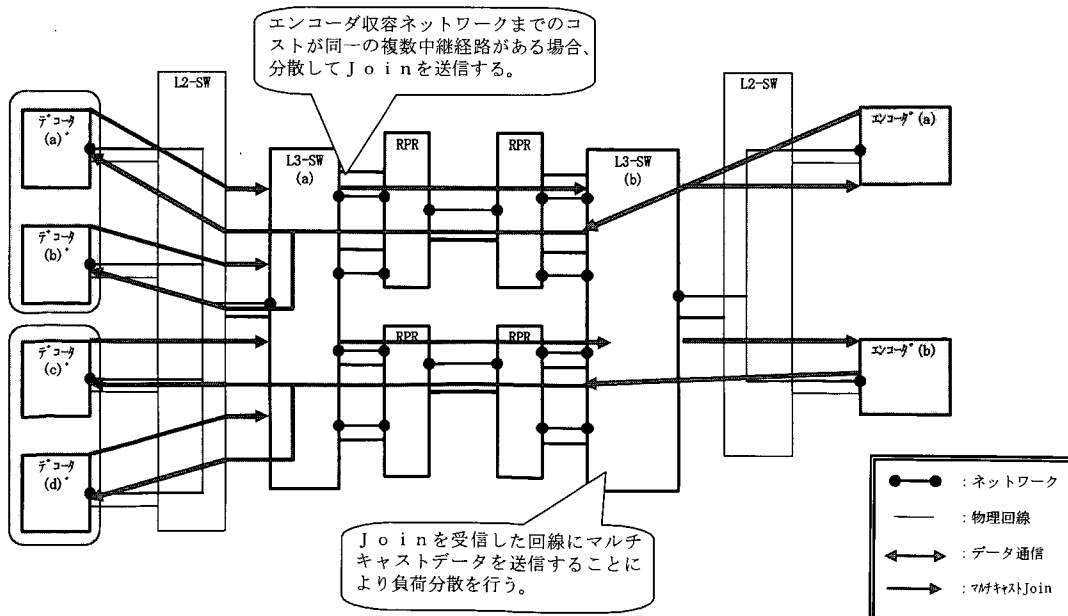 エンコーダ収容ネットワークまでのコ
ストが同一の複数中継経路がある場合、
分散してＪｏｉｎを送信する。
L2-SW
L2-SW
ﾃﾞｺｰﾀﾞ
(a)
RPR
RPR
ｴﾝｺｰﾀﾞ(a)
L3-SW
(a)
L3-SW
(b)
ﾃﾞｺｰﾀﾞ
(b)
RPR
RPR
ﾃﾞｺｰﾀﾞ
(c)
ｴﾝｺｰﾀﾞ(b)
ﾃﾞｺｰﾀﾞ
(d)
Ｊｏｉｎを受信した回線にマルチ
キャストデータを送信することに
より負荷分散を行う。
：ネットワーク
：物理回線
：データ通信
：ﾏﾙﾁｷｬｽﾄJoin